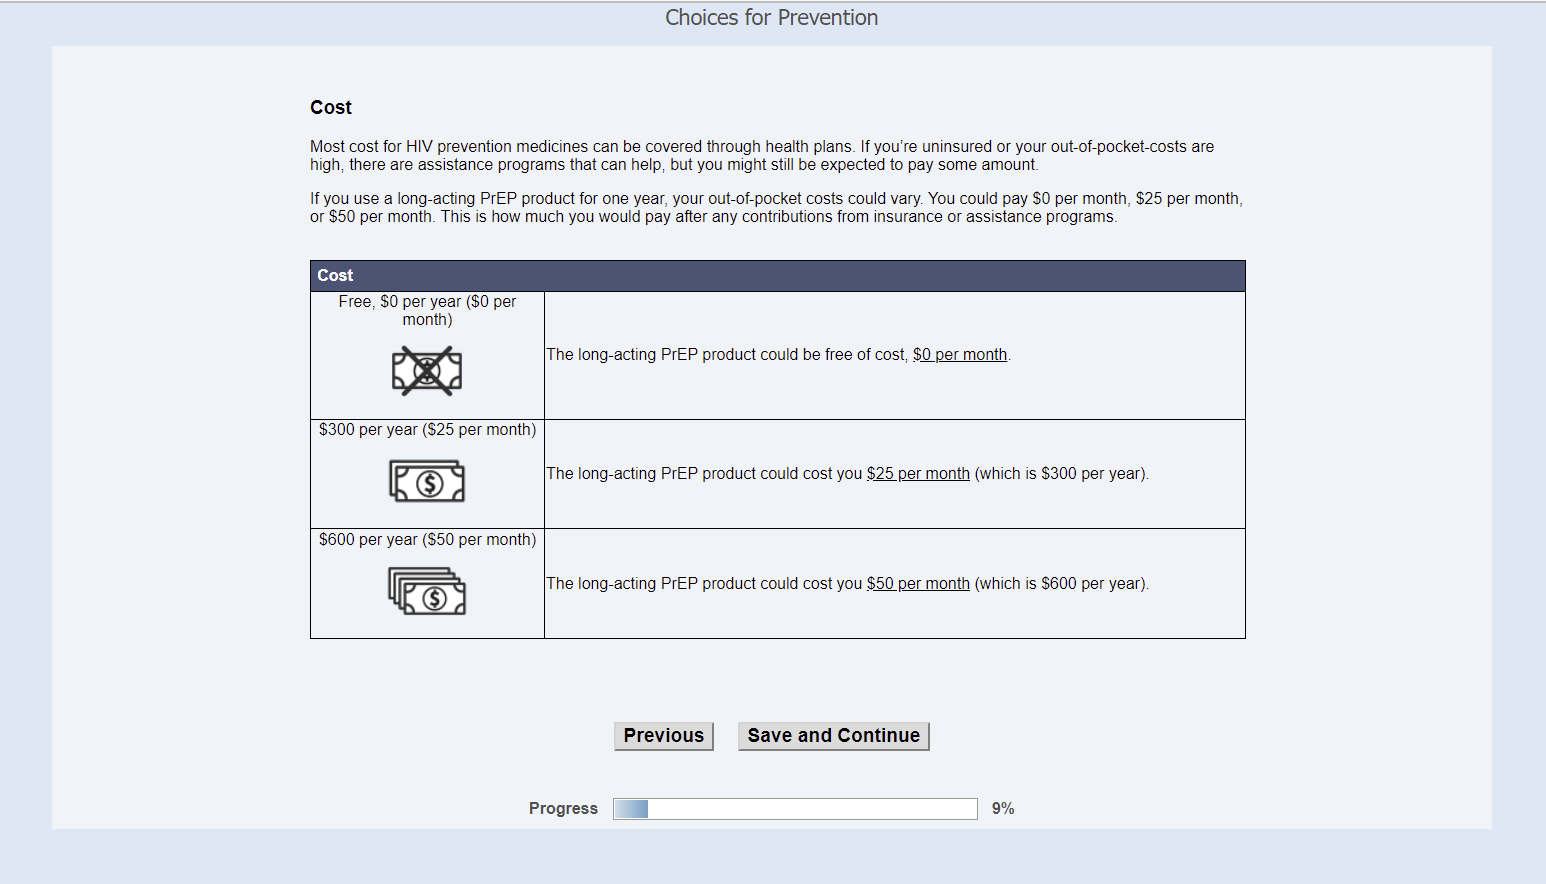 Choices for Prevention
Cost
Most cost for HIV prevention medicines can be covered through health plans. If you're uninsured or your out-of-pocket-costs are
high, there are assistance programs that can help, but you might still be expected to pay some amount.
If you use a long-acting PrEP product for one year, your out-of-pocket costs could vary. You could pay $0 per month, $25 per month,
or $50 per month. This is how much you would pay after any contributions from insurance or assistance programs.
Cost
Free, $0 per year ($0 per
month)
The long-acting PrEP product could be free of cost, $0 per month.
$300 per year ($25 per month)
$
The long-acting PrEP product could cost you $25 per month (which is $300 per year).
$600 per year ($50 per month)
$
The long-acting PrEP product could cost you $50 per month (which is $600 per year).
Previous
Save and Continue
Progress
9%